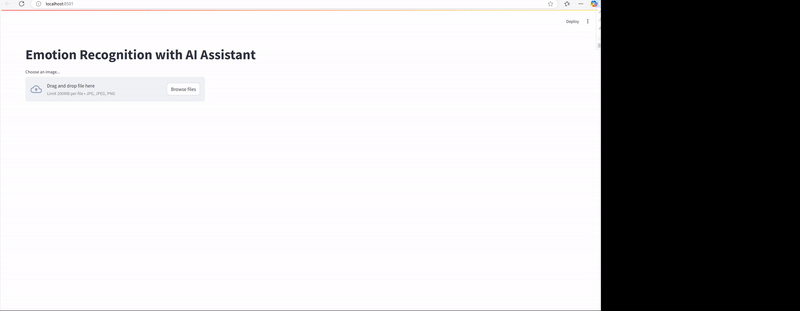 localhost:8501
Deploy
Emotion Recognition with AI Assistant
Choose an image...
Drag and drop file here
Limit 200MB per file • JPG, JPEG, PNG
Browse files